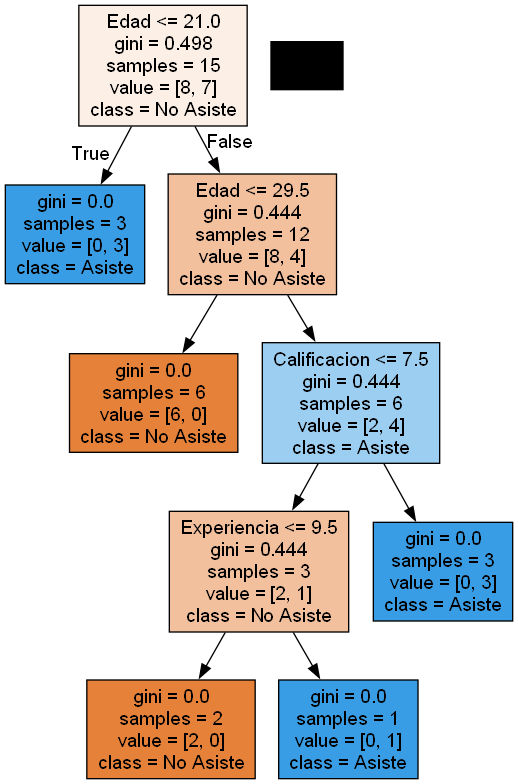 Edad <= 21.0
gini = 0.498
samples = 15
value = [8, 7]
class = No Asiste
True
False
gini = 0.0
samples = 3
value = [0, 3]
class = Asiste
Edad <= 29.5
gini = 0.444
samples = 12
value = [8, 4]
class = No Asiste
gini = 0.0
samples = 6
value = [6, 0]
class = No Asiste
Calificacion <= 7.5
gini = 0.444
samples = 6
value = [2, 4]
class = Asiste
Experiencia <= 9.5
gini = 0.444
samples = 3
value = [2, 1]
class = No Asiste
gini = 0.0
samples = 3
value = [0, 3]
class = Asiste
gini = 0.0
samples = 2
value = [2, 0]
class = No Asiste
gini = 0.0
samples = 1
value = [0, 1]
class = Asiste